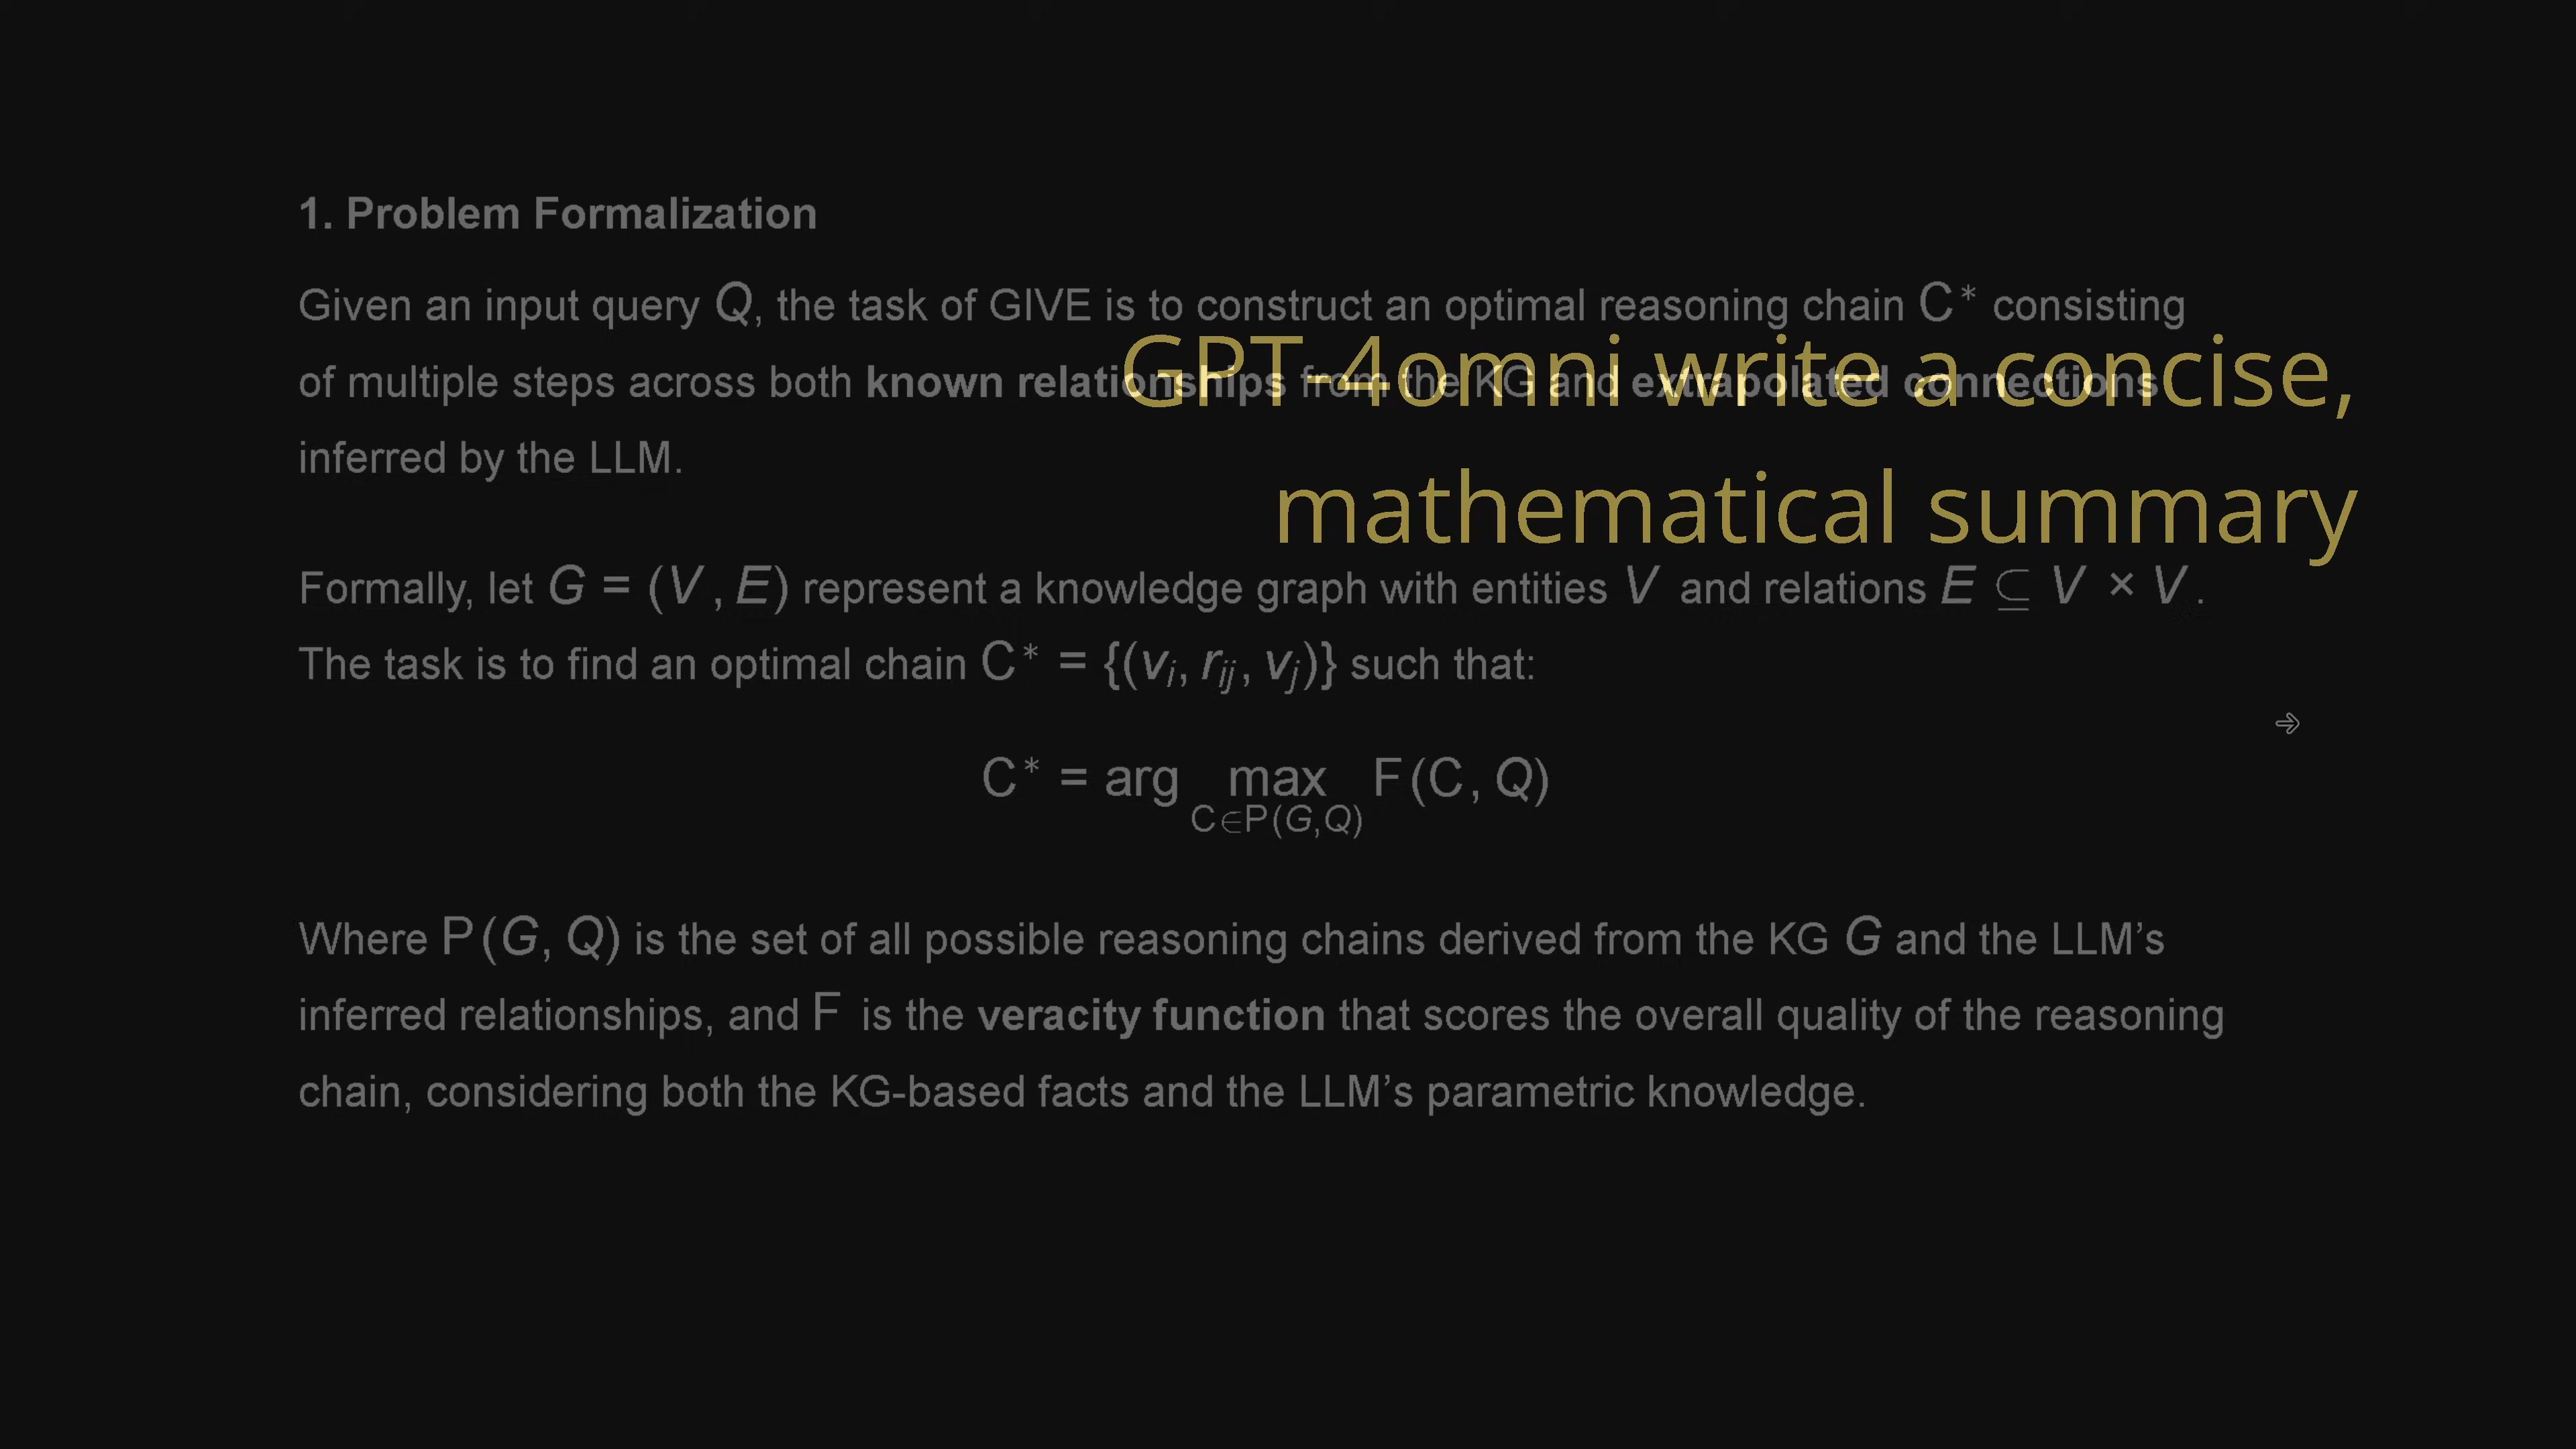 1. Problem Formalization
Given an input query Q, the task of GIVE is to construct an optimal reasoning chain C* consisting
of multiple steps across both known relationships from the KG and extrapolated connections
inferred by the LLM.
GPT-4omni write a concise,
mathematical summary
Formally, let G = (V, E) represent a knowledge graph with entities V and relations E ⊆ V × V.
The task is to find an optimal chain C* = {(vᵢ, rᵢⱼ, vⱼ)} such that:
C* = arg max F(C, Q)
C∈P(G,Q)
Where P(G, Q) is the set of all possible reasoning chains derived from the KG G and the LLM’s
inferred relationships, and F is the veracity function that scores the overall quality of the reasoning
chain, considering both the KG-based facts and the LLM’s parametric knowledge.